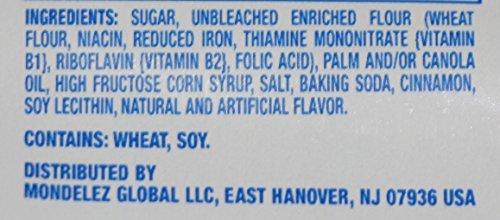 INGREDIENTS: SUGAR, UNBLEACHED ENRICHED FLOUR (WHEAT
FLOUR, NIACIN, REDUCED IRON, THIAMINE MONONITRATE {VITAMIN
B1}, RIBOFLAVIN {VITAMIN B2}, FOLIC ACID), PALM AND/OR CANOLA
OIL, HIGH FRUCTOSE CORN SYRUP, SALT, BAKING SODA, CINNAMON,
SOY LECITHIN, NATURAL AND ARTIFICIAL FLAVOR.
CONTAINS: WHEAT, SOY.
DISTRIBUTED BY
MONDELEZ GLOBAL LLC, EAST HANOVER, NJ 07936 USA